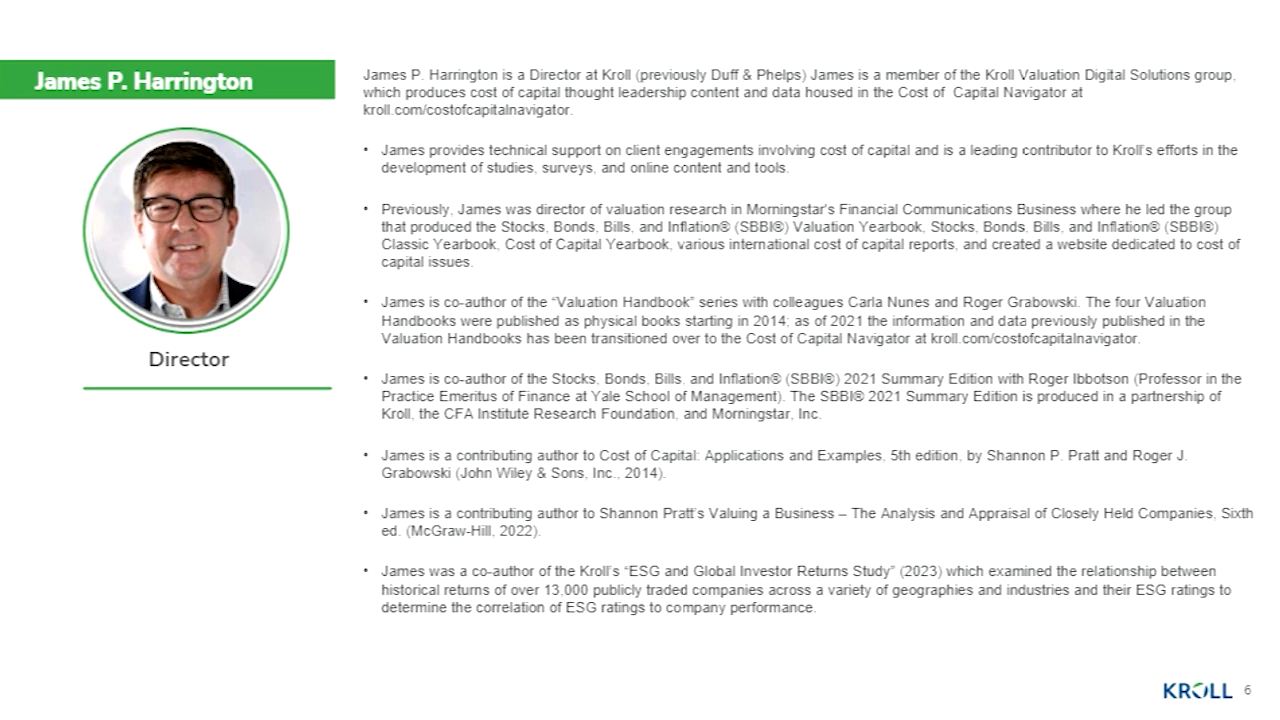 James P. Harrington
Director
James P. Harrington is a Director at Kroll (previously Duff & Phelps) James is a member of the Kroll Valuation Digital Solutions group,
which produces cost of capital thought leadership content and data housed in the Cost of Capital Navigator at
kroll.com/costofcapitalnavigator.
• James provides technical support on client engagements involving cost of capital and is a leading contributor to Kroll's efforts in the
development of studies, surveys, and online content and tools.
• Previously, James was director of valuation research in Morningstar's Financial Communications Business where he led the group
that produced the Stocks, Bonds, Bills, and Inflation® (SBBI®) Valuation Yearbook, Stocks, Bonds, Bills, and Inflation® (SBBI®)
Classic Yearbook, Cost of Capital Yearbook, various international cost of capital reports, and created a website dedicated to cost of
capital issues.
• James is co-author of the "Valuation Handbook" series with colleagues Carla Nunes and Roger Grabowski. The four Valuation
Handbooks were published as physical books starting in 2014; as of 2021 the information and data previously published in the
Valuation Handbooks has been transitioned over to the Cost of Capital Navigator at kroll.com/costofcapitalnavigator.
• James is co-author of the Stocks, Bonds, Bills, and Inflation® (SBBI®) 2021 Summary Edition with Roger Ibbotson (Professor in the
Practice Emeritus of Finance at Yale School of Management). The SBBI® 2021 Summary Edition is produced in a partnership of
Kroll, the CFA Institute Research Foundation, and Morningstar, Inc.
• James is a contributing author to Cost of Capital: Applications and Examples, 5th edition, by Shannon P. Pratt and Roger J.
Grabowski (John Wiley & Sons, Inc., 2014).
• James is a contributing author to Shannon Pratt's Valuing a Business – The Analysis and Appraisal of Closely Held Companies, Sixth
ed. (McGraw-Hill, 2022).
• James was a co-author of the Kroll's "ESG and Global Investor Returns Study" (2023) which examined the relationship between
historical returns of over 13,000 publicly traded companies across a variety of geographies and industries and their ESG ratings to
determine the correlation of ESG ratings to company performance.
KROLL 6